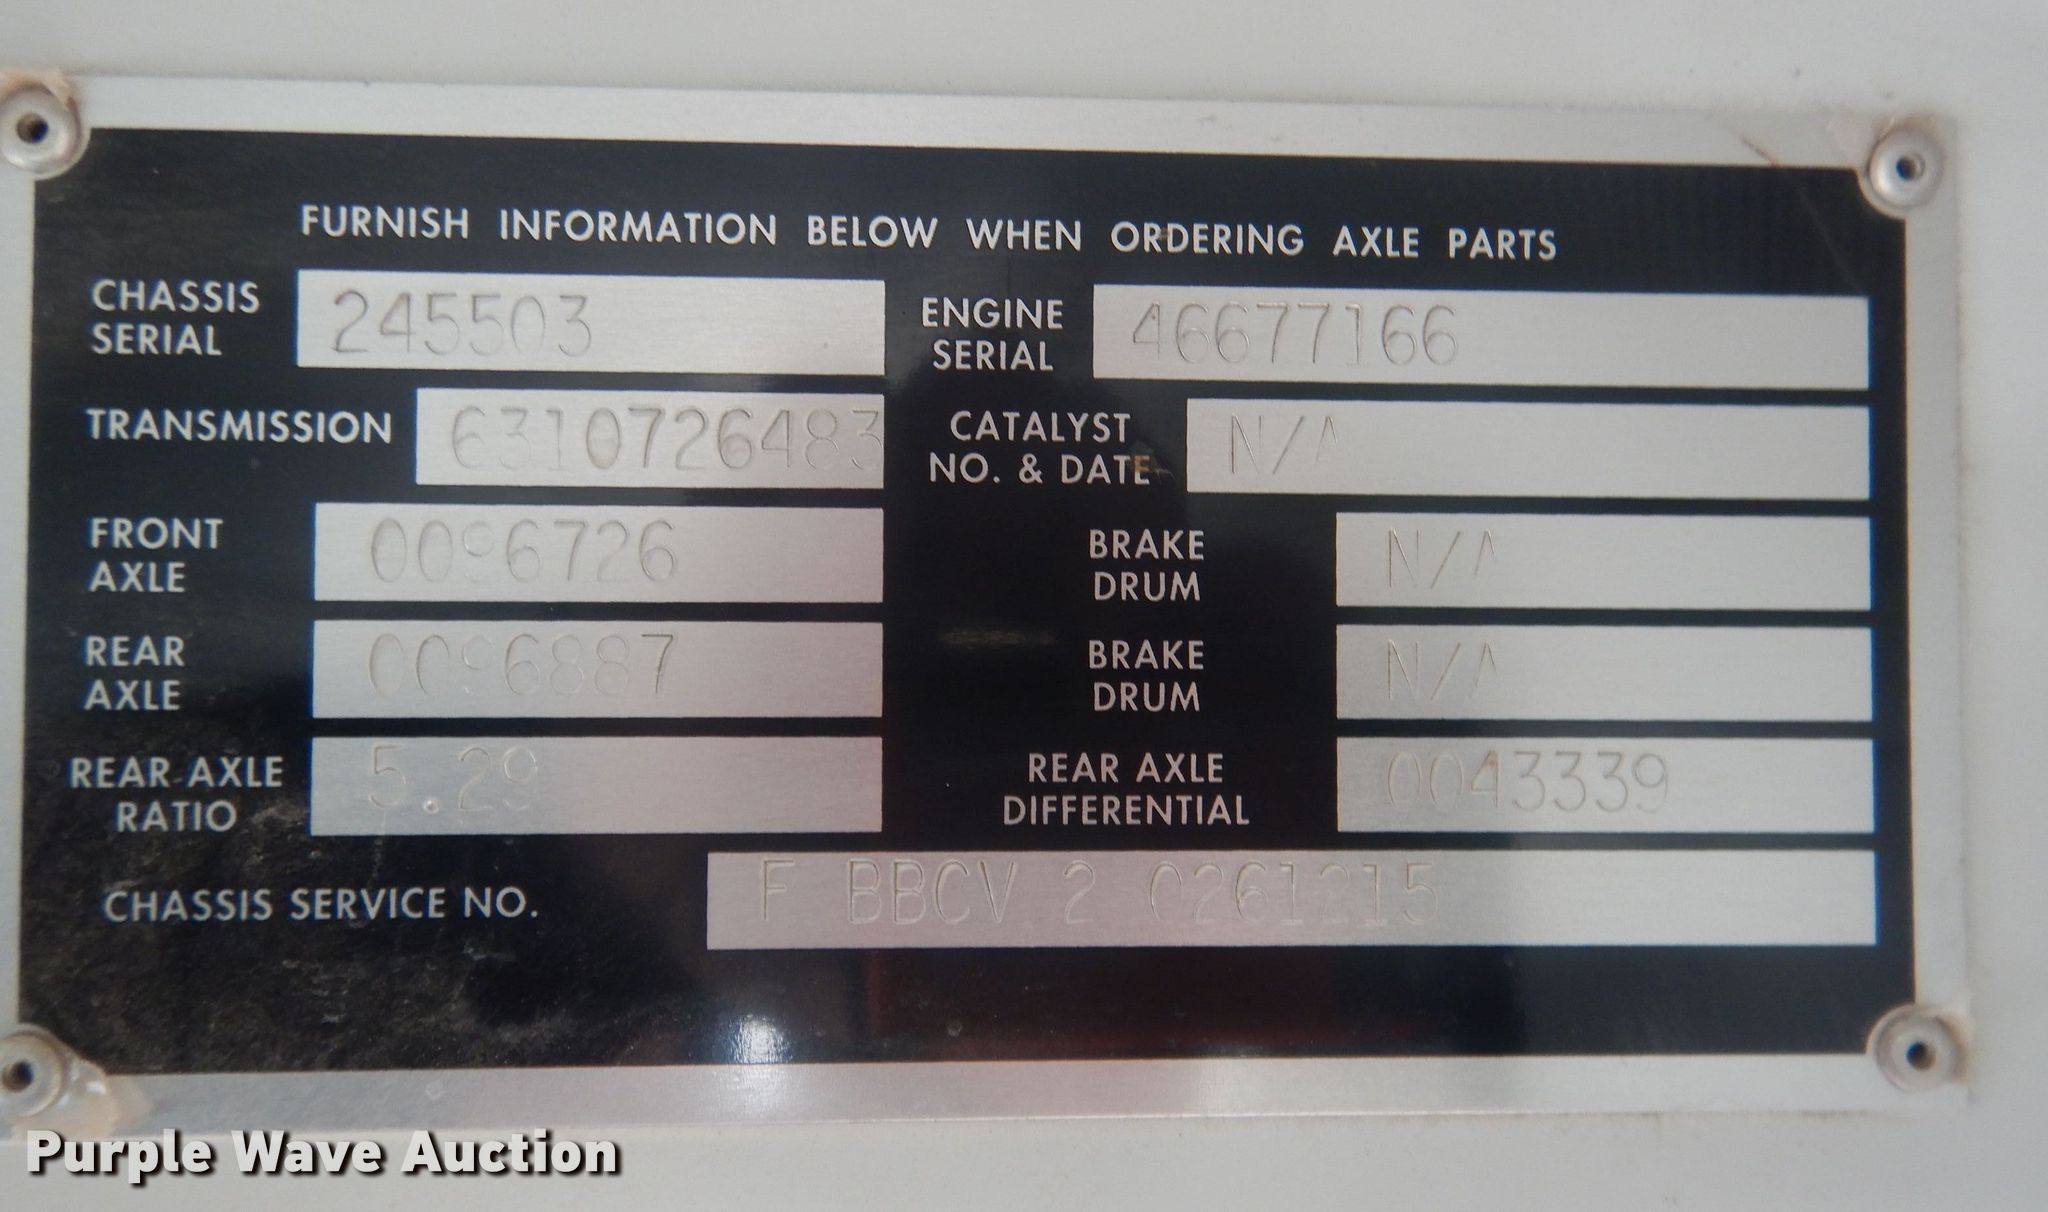 FURNISH INFORMATION BELOW WHEN ORDERING AXLE PARTS
CHASSIS SERIAL 245503
ENGINE SERIAL 46677166
TRANSMISSION 6310726483
CATALYST NO. & DATE N/A
FRONT AXLE 0096726
BRAKE DRUM N/A
REAR AXLE 0096887
BRAKE DRUM N/A
REAR AXLE RATIO 5.29
REAR AXLE DIFFERENTIAL 0043339
CHASSIS SERVICE NO. F BBCV 2 0261215
Purple Wave Auction